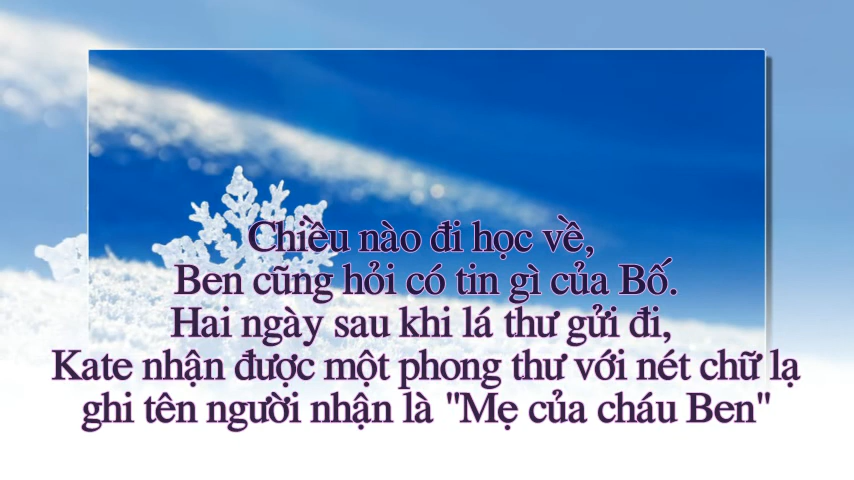 Chiều nào đi học về,
Ben cũng hỏi có tin gì của Bố.
Hai ngày sau khi lá thư gửi đi,
Kate nhận được một phong thư với nét chữ lạ
ghi tên người nhận là "Mẹ của cháu Ben"